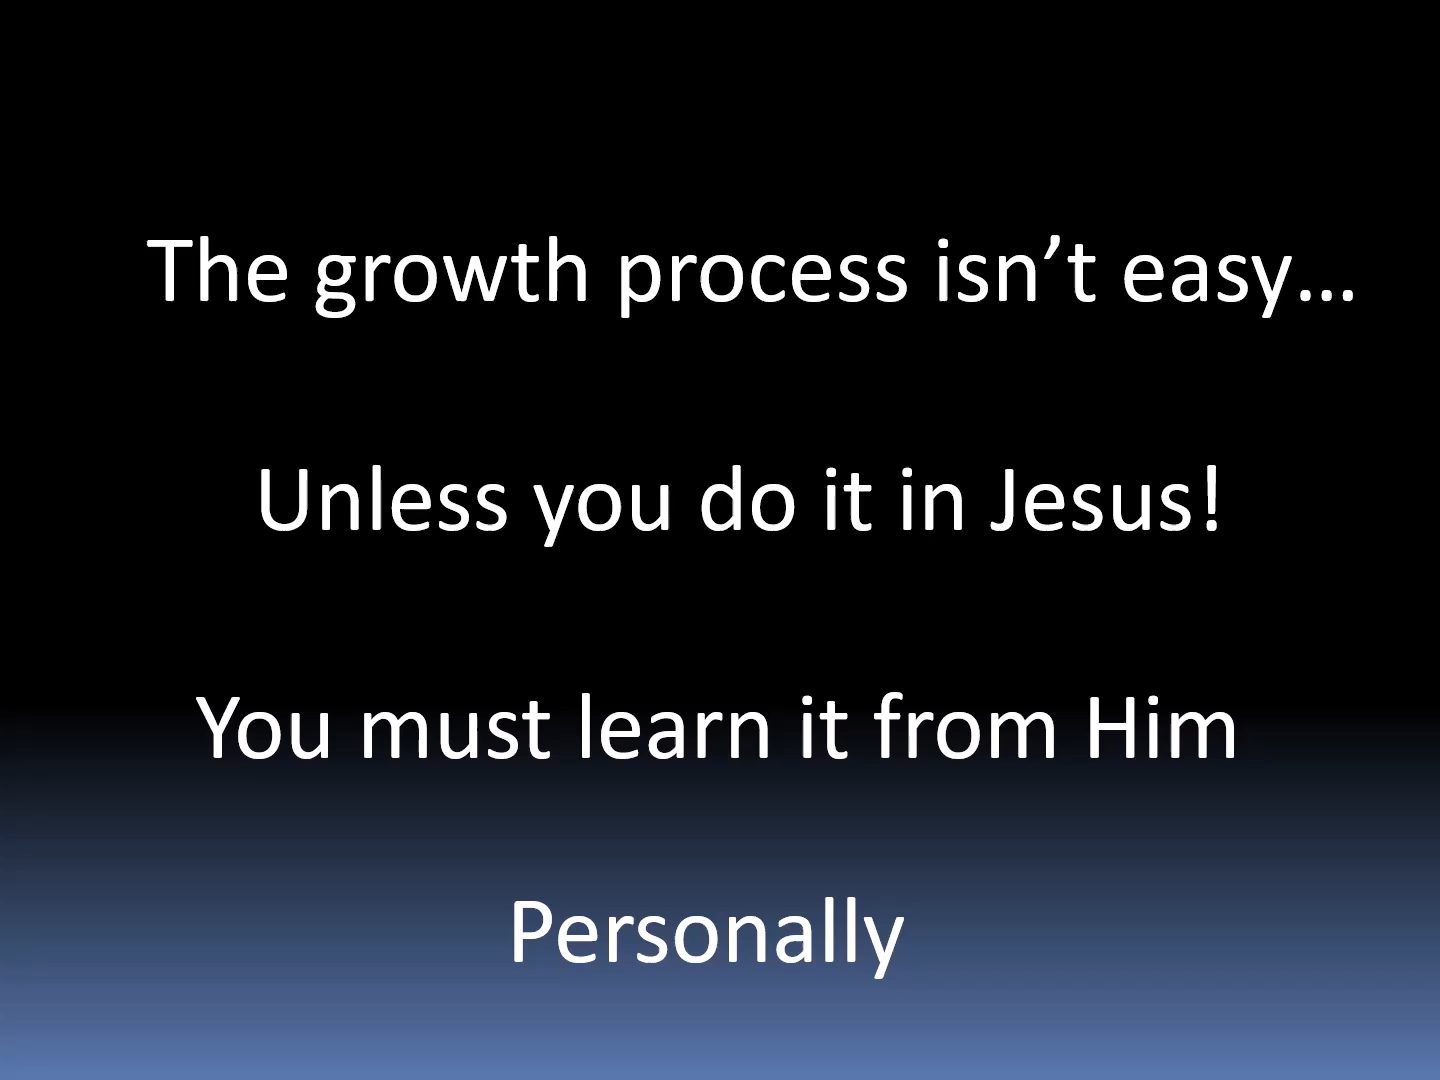 The growth process isn’t easy…
Unless you do it in Jesus!
You must learn it from Him
Personally